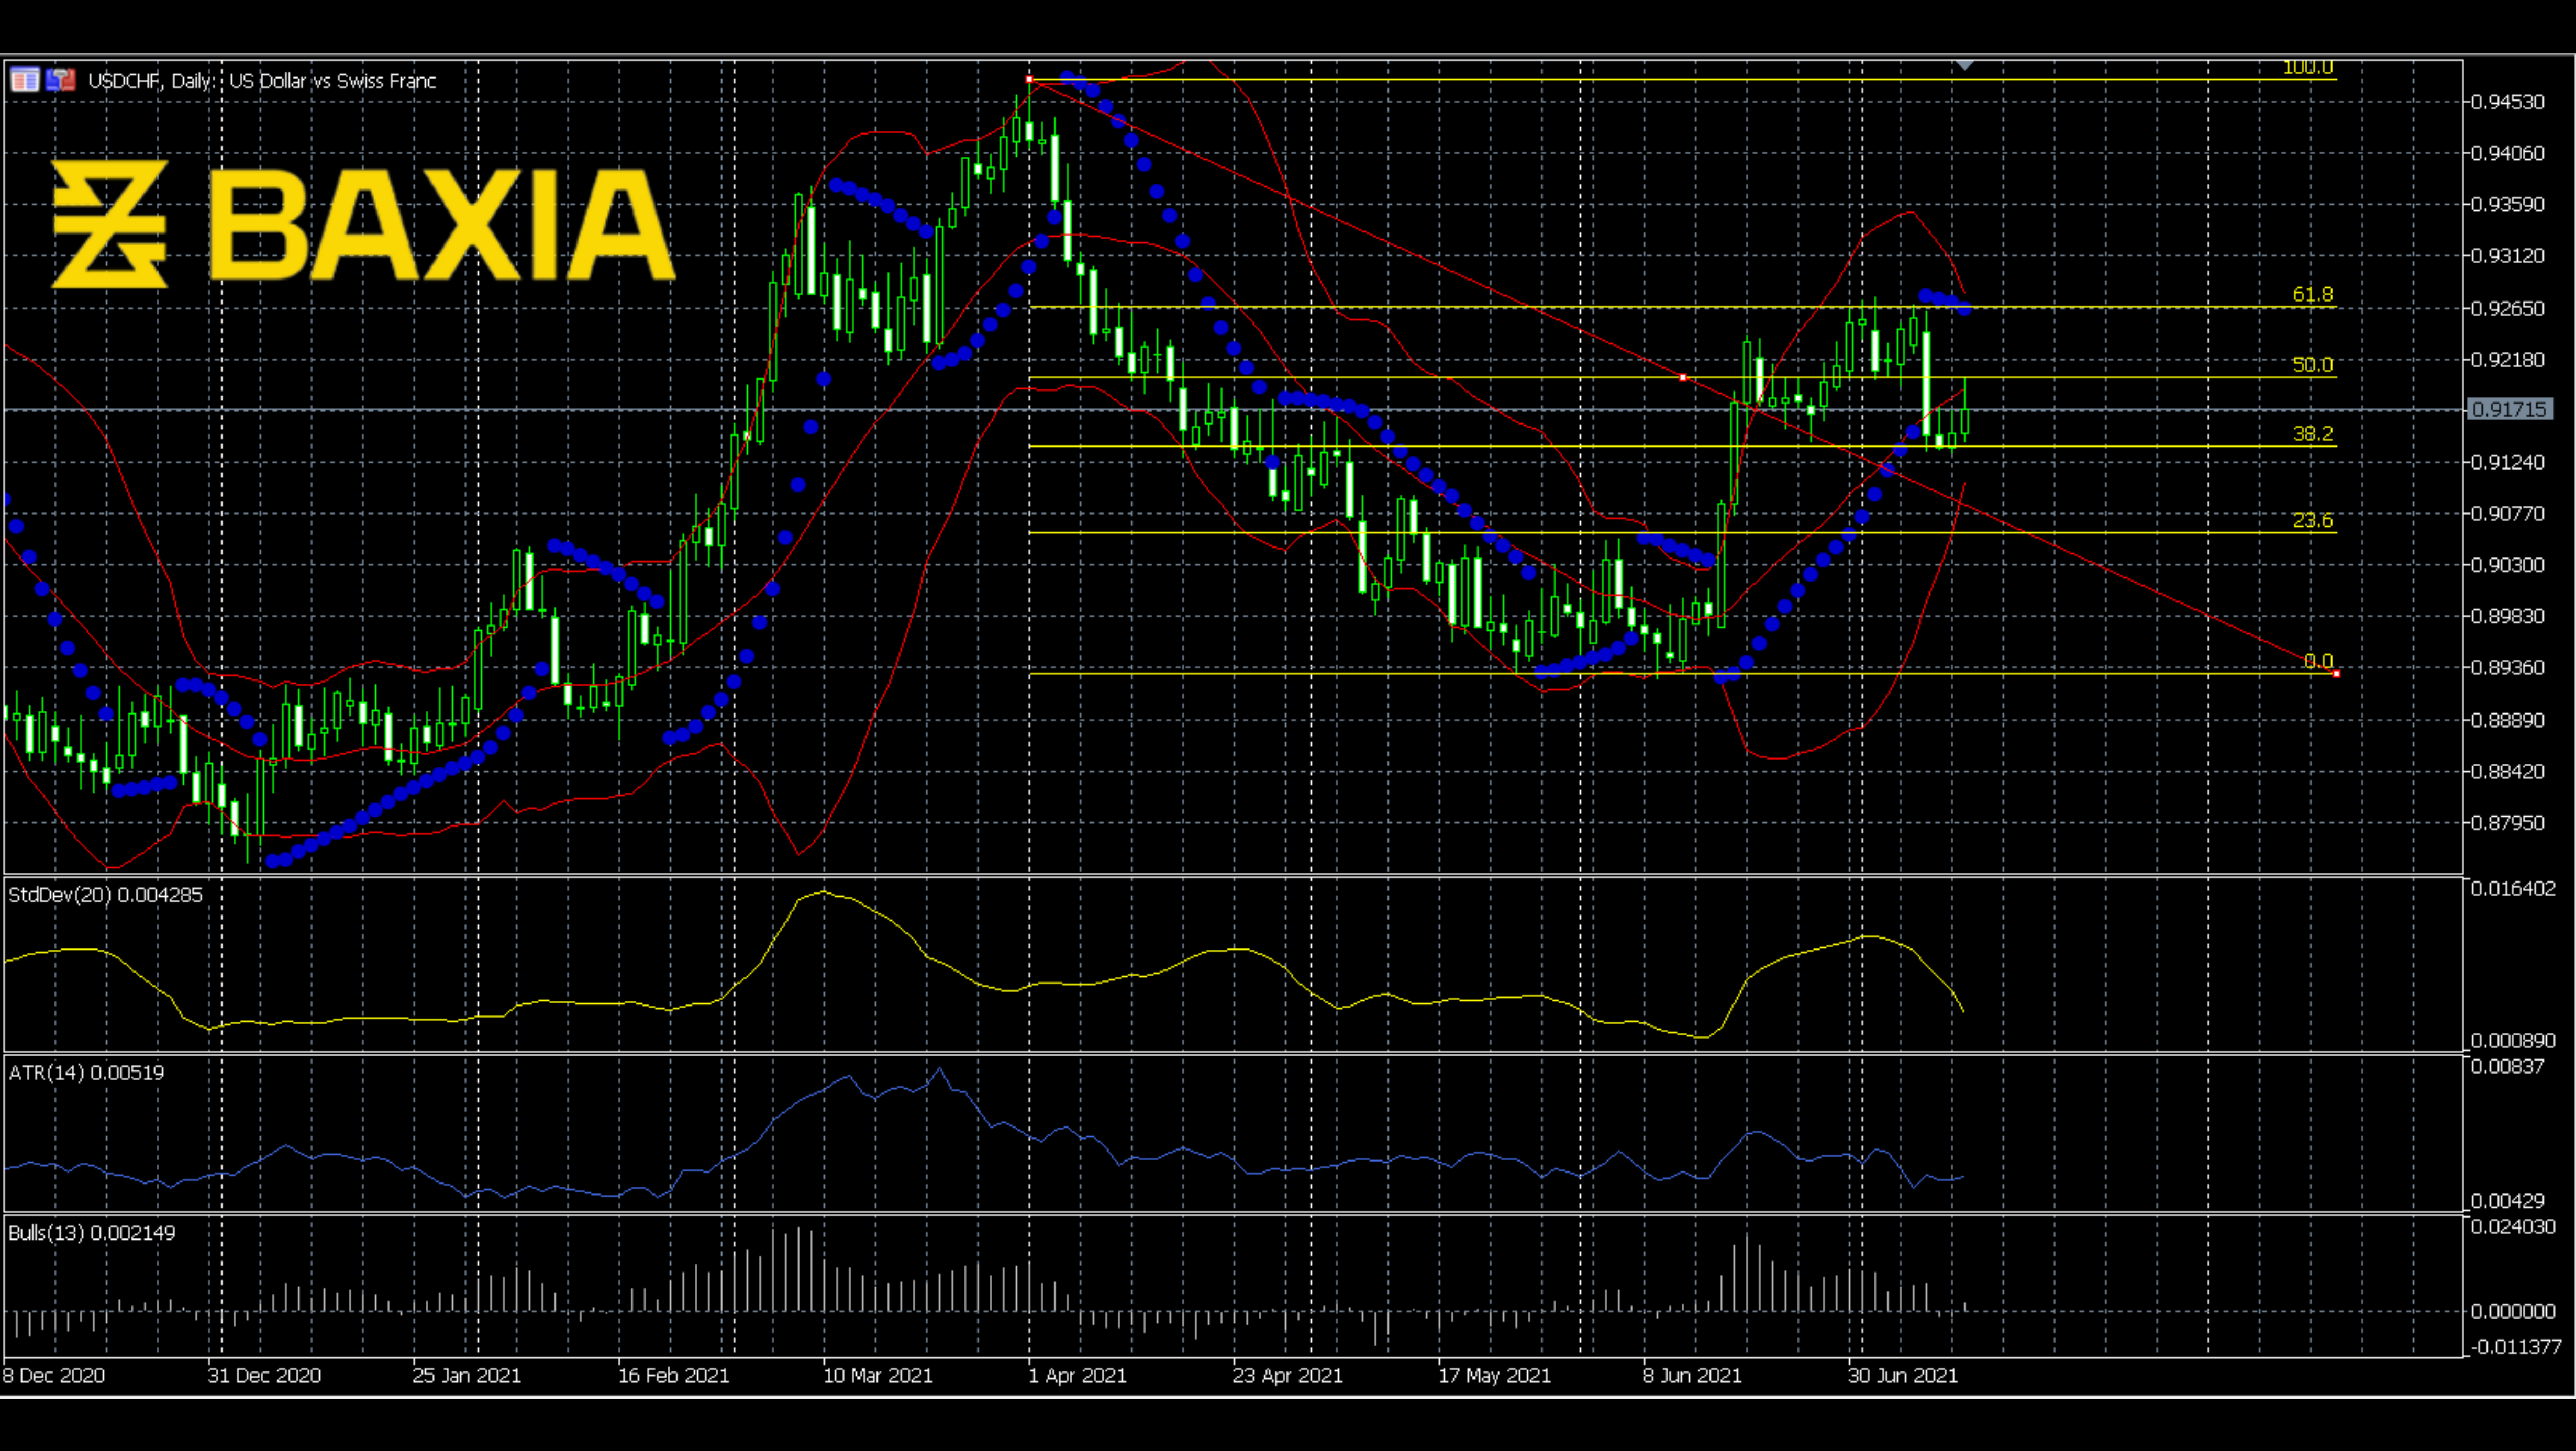 USDCHF, Daily: US Dollar vs Swiss Franc
BAXIA
100.0
61.8
50.0
38.2
23.6
0.0
0.94530
0.94060
0.93590
0.93120
0.92650
0.92180
0.91715
0.91240
0.90770
0.90300
0.89830
0.89360
0.88890
0.88420
0.87950
StdDev(20) 0.004285
0.016402
0.000890
ATR(14) 0.00519
0.00837
0.00429
Bulls(13) 0.002149
0.024030
0.000000
-0.011377
8 Dec 2020
31 Dec 2020
25 Jan 2021
16 Feb 2021
10 Mar 2021
1 Apr 2021
23 Apr 2021
17 May 2021
8 Jun 2021
30 Jun 2021